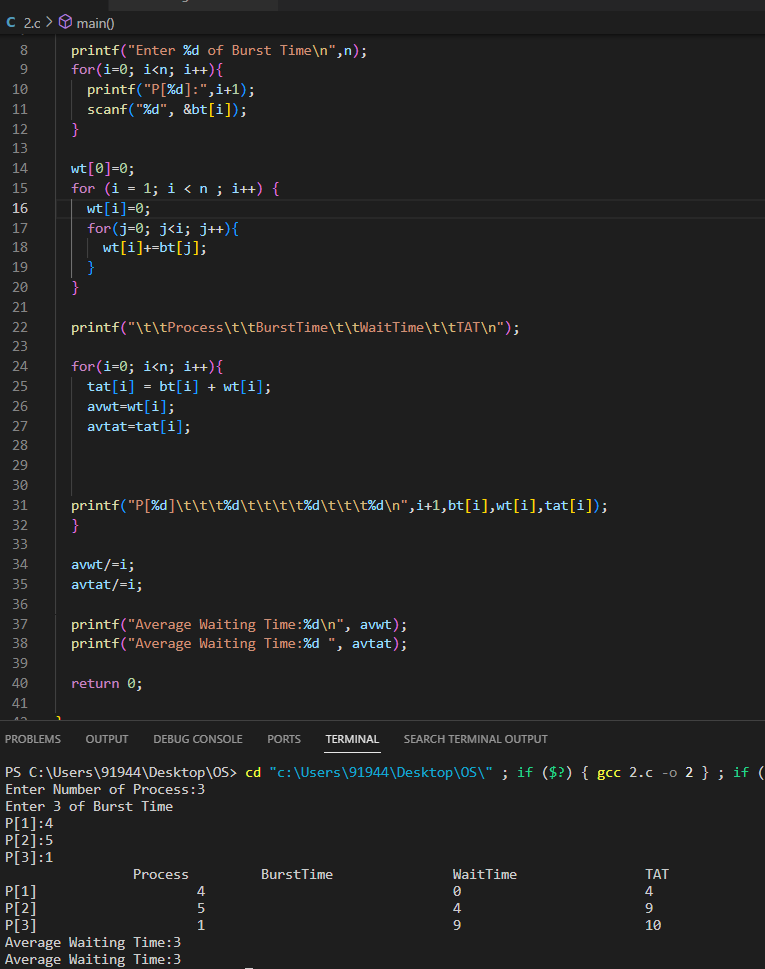 C 2.c > main()
8 printf("Enter %d of Burst Time\n",n);
9 for(i=0; i<n; i++){
10 printf("P[%d]:",i+1);
11 scanf("%d", &bt[i]);
12 }
13
14 wt[0]=0;
15 for (i = 1; i < n ; i++) {
16 wt[i]=0;
17 for(j=0; j<i; j++){
18 wt[i]+=bt[j];
19 }
20 }
21
22 printf("\t\tProcess\t\tBurstTime\t\tWaitTime\t\tTAT\n");
23
24 for(i=0; i<n; i++){
25 tat[i] = bt[i] + wt[i];
26 avwt=wt[i];
27 avtat=tat[i];
28
29
30
31 printf("P[%d]\t\t\t%d\t\t\t\t%d\t\t\t%d\n",i+1,bt[i],wt[i],tat[i]);
32 }
33
34 avwt/=i;
35 avtat/=i;
36
37 printf("Average Waiting Time:%d\n", avwt);
38 printf("Average Waiting Time:%d ", avtat);
39
40 return 0;
41
PROBLEMS OUTPUT DEBUG CONSOLE PORTS TERMINAL SEARCH TERMINAL OUTPUT
PS C:\Users\91944\Desktop\OS> cd "c:\Users\91944\Desktop\OS\" ; if ($?) { gcc 2.c -o 2 } ; if (
Enter Number of Process:3
Enter 3 of Burst Time
P[1]:4
P[2]:5
P[3]:1
Process BurstTime WaitTime TAT
P[1] 4 0 4
P[2] 5 4 9
P[3] 1 9 10
Average Waiting Time:3
Average Waiting Time:3